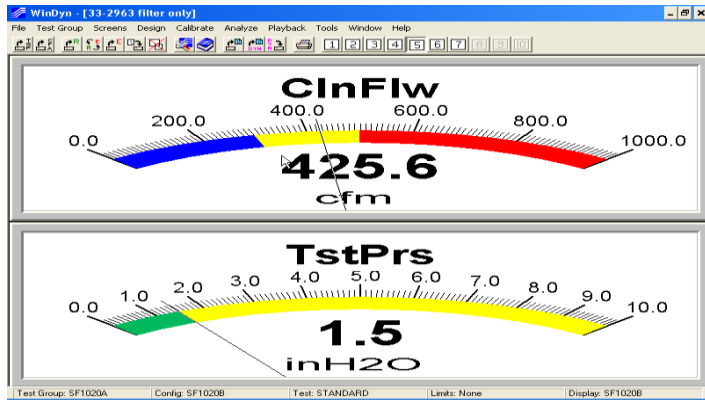 WinDyn - [33-2963 filter only]
File Test Group Screens Design Calibrate Analyze Playback Tools Window Help
1 2 3 4 5 6 7 8 9 10
ClnFlw
0.0 200.0 400.0 600.0 800.0 1000.0
425.6
cfm
TstPrs
0.0 1.0 2.0 3.0 4.0 5.0 6.0 7.0 8.0 9.0 10.0
1.5
inH2O
Test Group: SF1020A Config: SF1020B Test: STANDARD Limits: None Display: SF1020B